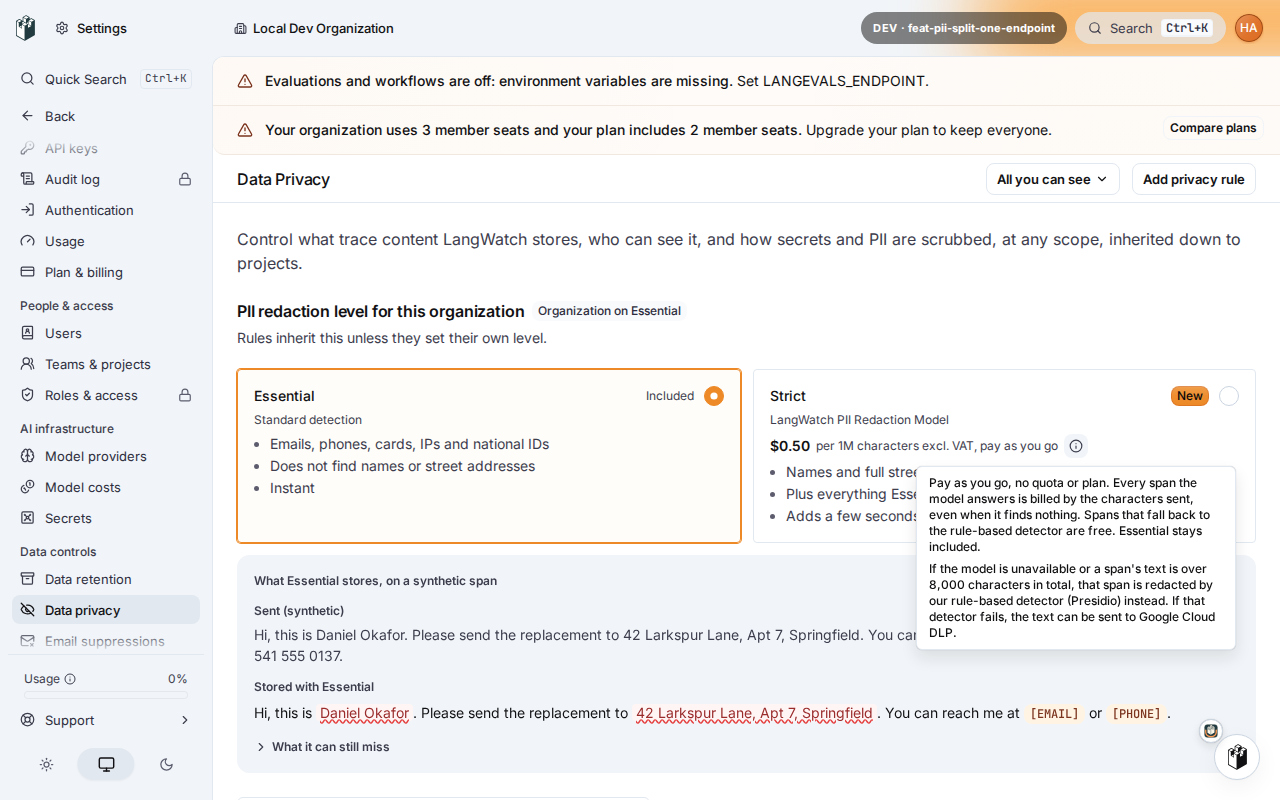 Settings
Local Dev Organization
DEV · feat-pii-split-one-endpoint
Search Ctrl+K
HA
Quick Search Ctrl+K
Back
API keys
Audit log
Authentication
Usage
Plan & billing
People & access
Users
Teams & projects
Roles & access
AI infrastructure
Model providers
Model costs
Secrets
Data controls
Data retention
Data privacy
Email suppressions
Usage 0%
Support
Evaluations and workflows are off: environment variables are missing. Set LANGEVALS_ENDPOINT.
Your organization uses 3 member seats and your plan includes 2 member seats. Upgrade your plan to keep everyone.
Compare plans
Data Privacy
All you can see
Add privacy rule
Control what trace content LangWatch stores, who can see it, and how secrets and PII are scrubbed, at any scope, inherited down to
projects.
PII redaction level for this organization Organization on Essential
Rules inherit this unless they set their own level.
Essential Included
Standard detection
Emails, phones, cards, IPs and national IDs
Does not find names or street addresses
Instant
Strict New
LangWatch PII Redaction Model
$0.50 per 1M characters excl. VAT, pay as you go
Names and full stree
Plus everything Esse
Adds a few seconds
Pay as you go, no quota or plan. Every span the
model answers is billed by the characters sent,
even when it finds nothing. Spans that fall back to
the rule-based detector are free. Essential stays
included.
If the model is unavailable or a span's text is over
8,000 characters in total, that span is redacted by
our rule-based detector (Presidio) instead. If that
detector fails, the text can be sent to Google Cloud
DLP.
What Essential stores, on a synthetic span
Sent (synthetic)
Hi, this is Daniel Okafor. Please send the replacement to 42 Larkspur Lane, Apt 7, Springfield. You can
541 555 0137.
Stored with Essential
Hi, this is Daniel Okafor . Please send the replacement to 42 Larkspur Lane, Apt 7, Springfield . You can reach me at [EMAIL] or [PHONE] .
What it can still miss